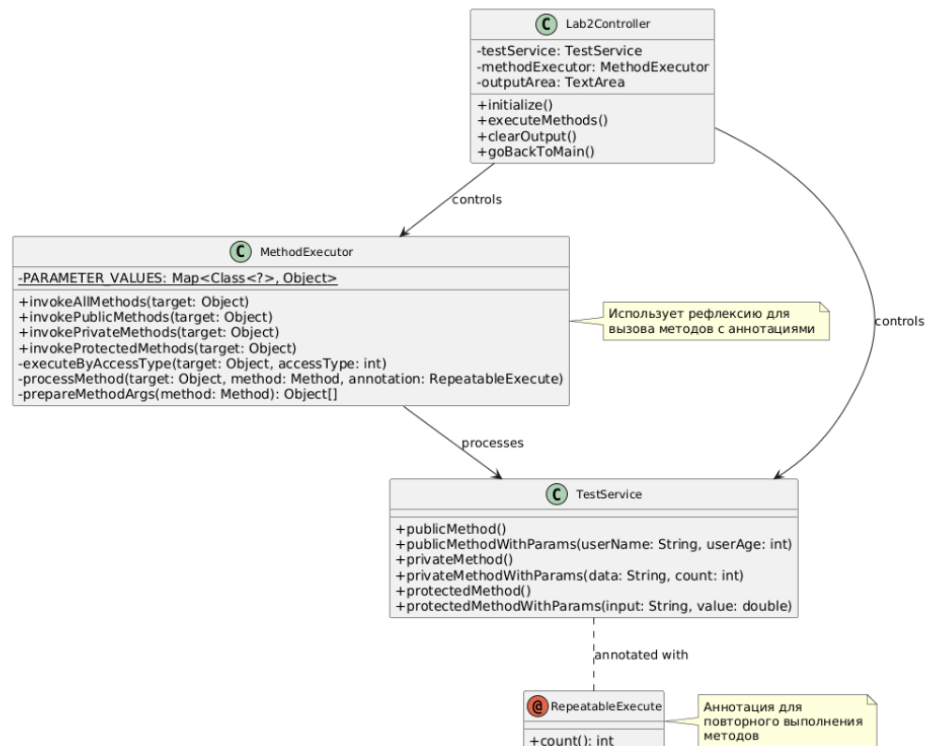 C Lab2Controller
-testService: TestService
-methodExecutor: MethodExecutor
-outputArea: TextArea
+initialize()
+executeMethods()
+clearOutput()
+goBackToMain()
controls
C MethodExecutor
-PARAMETER_VALUES: Map<Class<?>, Object>
+invokeAllMethods(target: Object)
+invokePublicMethods(target: Object)
+invokePrivateMethods(target: Object)
+invokeProtectedMethods(target: Object)
-executeByAccessType(target: Object, accessType: int)
-processMethod(target: Object, method: Method, annotation: RepeatableExecute)
-prepareMethodArgs(method: Method): Object[]
Использует рефлексию для
вызова методов с аннотациями
controls
processes
C TestService
+publicMethod()
+publicMethodWithParams(userName: String, userAge: int)
+privateMethod()
+privateMethodWithParams(data: String, count: int)
+protectedMethod()
+protectedMethodWithParams(input: String, value: double)
annotated with
@ RepeatableExecute
+count(): int
Аннотация для
повторного выполнения
методов